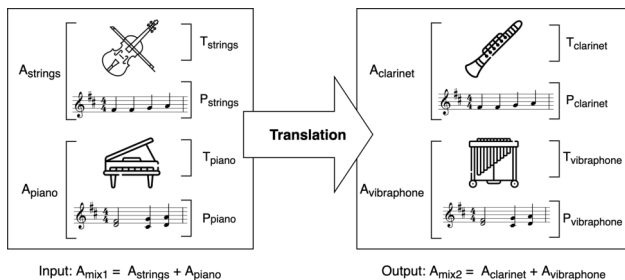 Astrings
Tstrings
Pstrings
Apiano
Tpiano
Ppiano
Translation
Aclarinet
Tclarinet
Pclarinet
Avibraphone
Tvibraphone
Pvibraphone
Input: Amix1 = Astrings + Apiano
Output: Amix2 = Aclarinet + Avibraphone